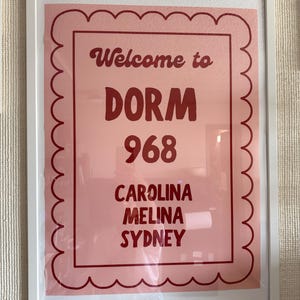 Welcome to
DORM
968
CAROLINA
MELINA
SYDNEY